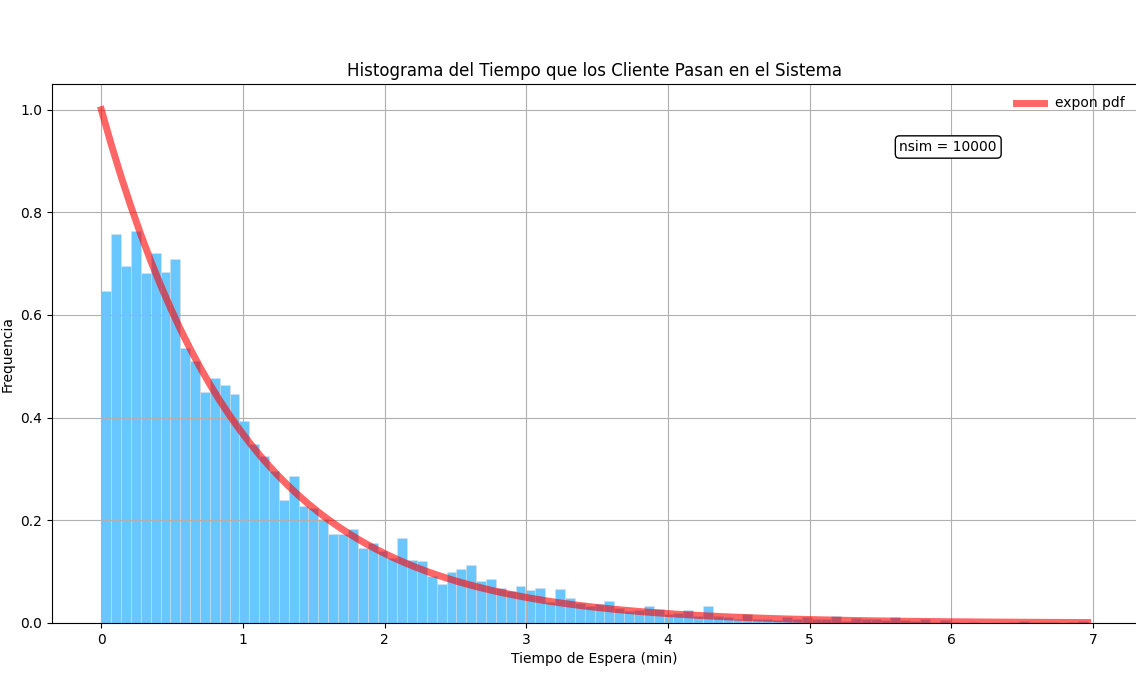 Histograma del Tiempo que los Cliente Pasan en el Sistema
expon pdf
nsim = 10000
Frequencia
1.0
0.8
0.6
0.4
0.2
0.0
0 1 2 3 4 5 6 7
Tiempo de Espera (min)